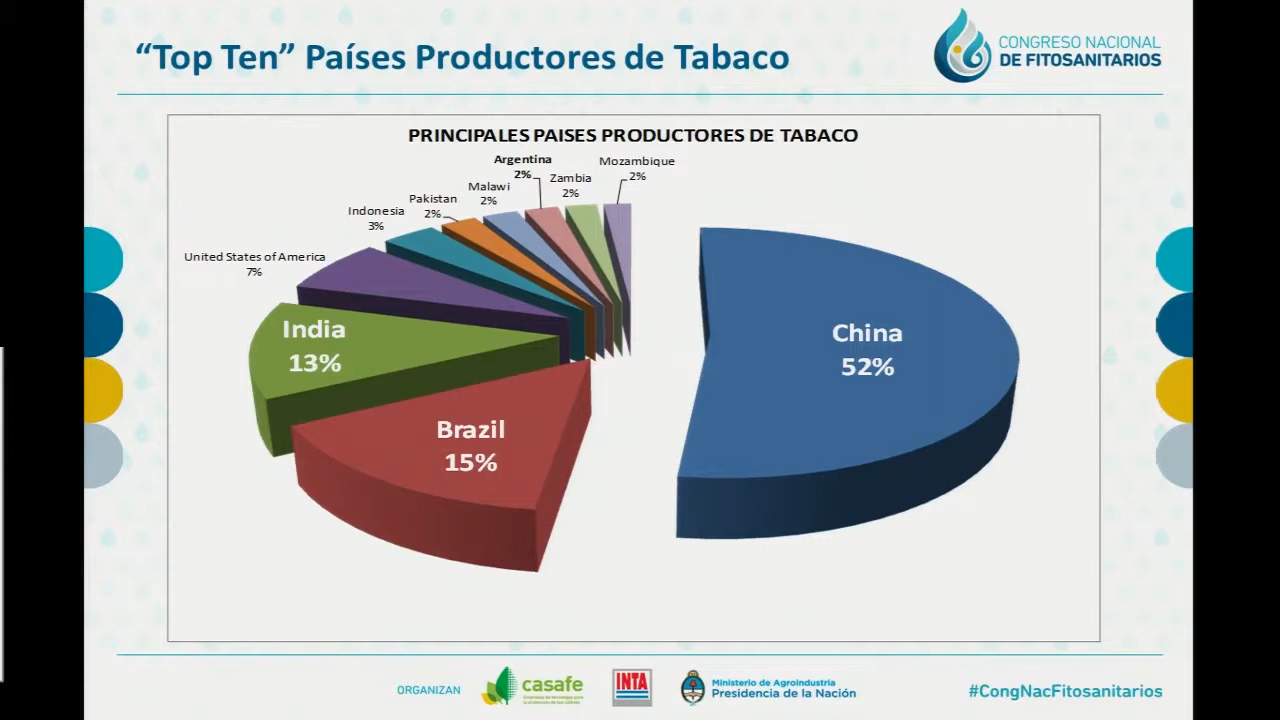 “Top Ten” Países Productores de Tabaco
CONGRESO NACIONAL
DE FITOSANITARIOS
PRINCIPALES PAISES PRODUCTORES DE TABACO
Argentina
2%
Mozambique
2%
Zambia
2%
Malawi
2%
Pakistan
2%
Indonesia
3%
United States of America
7%
India
13%
China
52%
Brazil
15%
ORGANIZAN
casafe
INTA
Ministerio de Agroindustria
Presidencia de la Nación
#CongNacFitosanitarios